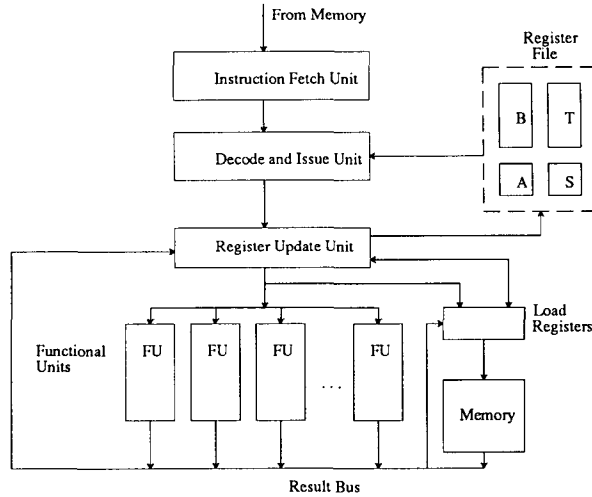 From Memory
Register
File
Instruction Fetch Unit
B
T
Decode and Issue Unit
A
S
Register Update Unit
Load
Registers
Functional
Units
FU
FU
FU
FU
. . .
Memory
Result Bus